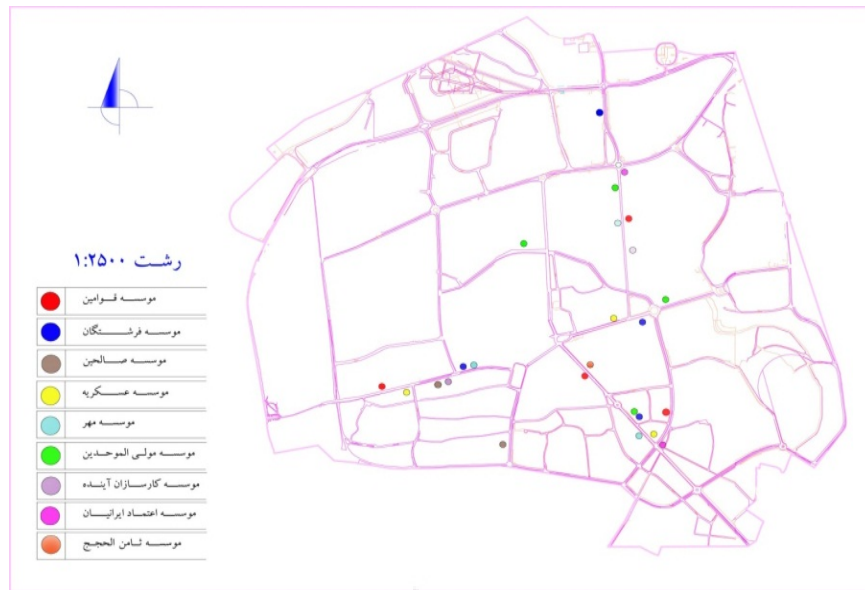 رشت ۱:۲۵۰۰
موسسه قوامین
موسسه فرشتگان
موسسه صالحین
موسسه عسکریه
موسسه مهر
موسسه مولی الموحدین
موسسه کارسازان آینده
موسسه اعتماد ایرانیان
موسسه ثامن الحجج